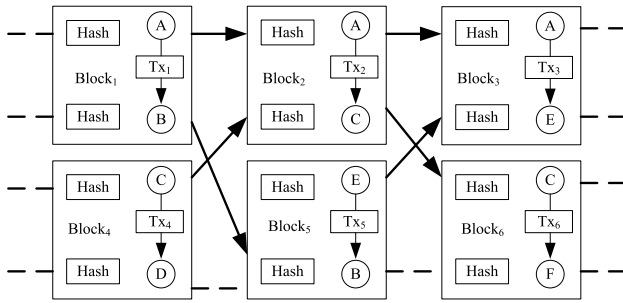 Hash A Hash A Hash A
Tx1 Tx2 Tx3
Block1 Block2 Block3
Hash B Hash C Hash E
Hash C Hash E Hash C
Tx4 Tx5 Tx6
Block4 Block5 Block6
Hash D Hash B Hash F